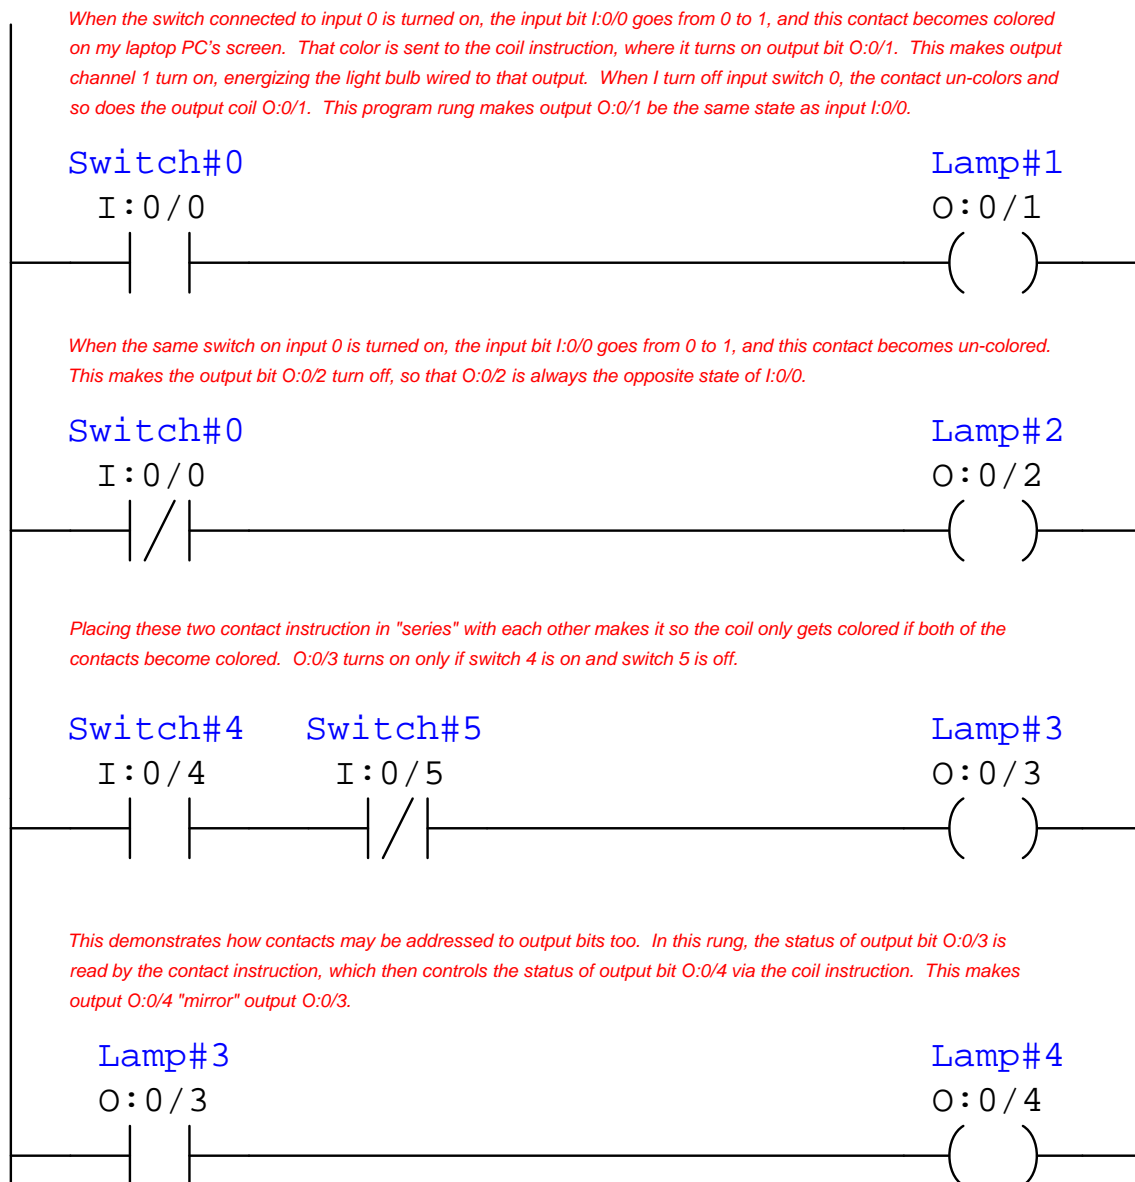 When the switch connected to input 0 is turned on, the input bit I:0/0 goes from 0 to 1, and this contact becomes colored
on my laptop PC's screen. That color is sent to the coil instruction, where it turns on output bit O:0/1. This makes output
channel 1 turn on, energizing the light bulb wired to that output. When I turn off input switch 0, the contact un-colors and
so does the output coil O:0/1. This program rung makes output O:0/1 be the same state as input I:0/0.
Switch#0 Lamp#1
I:0/0 O:0/1
When the same switch on input 0 is turned on, the input bit I:0/0 goes from 0 to 1, and this contact becomes un-colored.
This makes the output bit O:0/2 turn off, so that O:0/2 is always the opposite state of I:0/0.
Switch#0 Lamp#2
I:0/0 O:0/2
Placing these two contact instruction in "series" with each other makes it so the coil only gets colored if both of the
contacts become colored. O:0/3 turns on only if switch 4 is on and switch 5 is off.
Switch#4 Switch#5 Lamp#3
I:0/4 I:0/5 O:0/3
This demonstrates how contacts may be addressed to output bits too. In this rung, the status of output bit O:0/3 is
read by the contact instruction, which then controls the status of output bit O:0/4 via the coil instruction. This makes
output O:0/4 "mirror" output O:0/3.
Lamp#3 Lamp#4
O:0/3 O:0/4